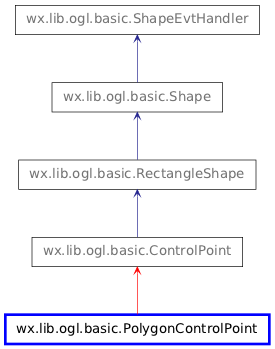 wx.lib.ogl.basic.ShapeEvtHandler
wx.lib.ogl.basic.Shape
wx.lib.ogl.basic.RectangleShape
wx.lib.ogl.basic.ControlPoint
wx.lib.ogl.basic.PolygonControlPoint